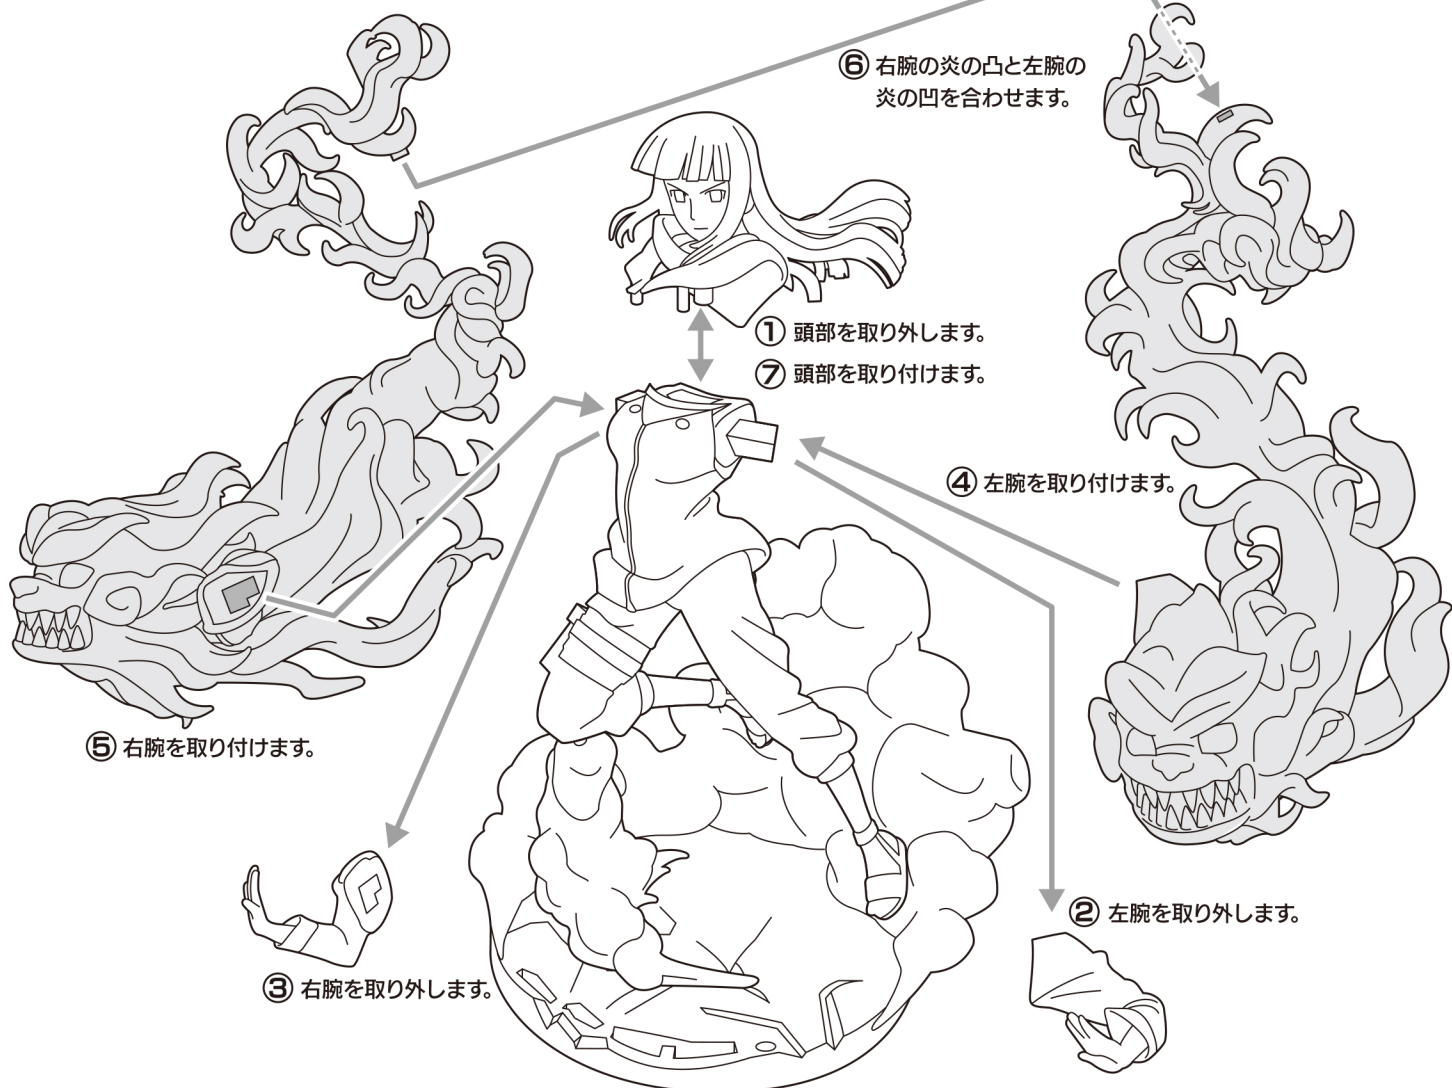 ⑥ 右腕の炎の凸と左腕の
炎の凹を合わせます。
① 頭部を取り外します。
⑦ 頭部を取り付けます。
④ 左腕を取り付けます。
⑤ 右腕を取り付けます。
② 左腕を取り外します。
③ 右腕を取り外します。